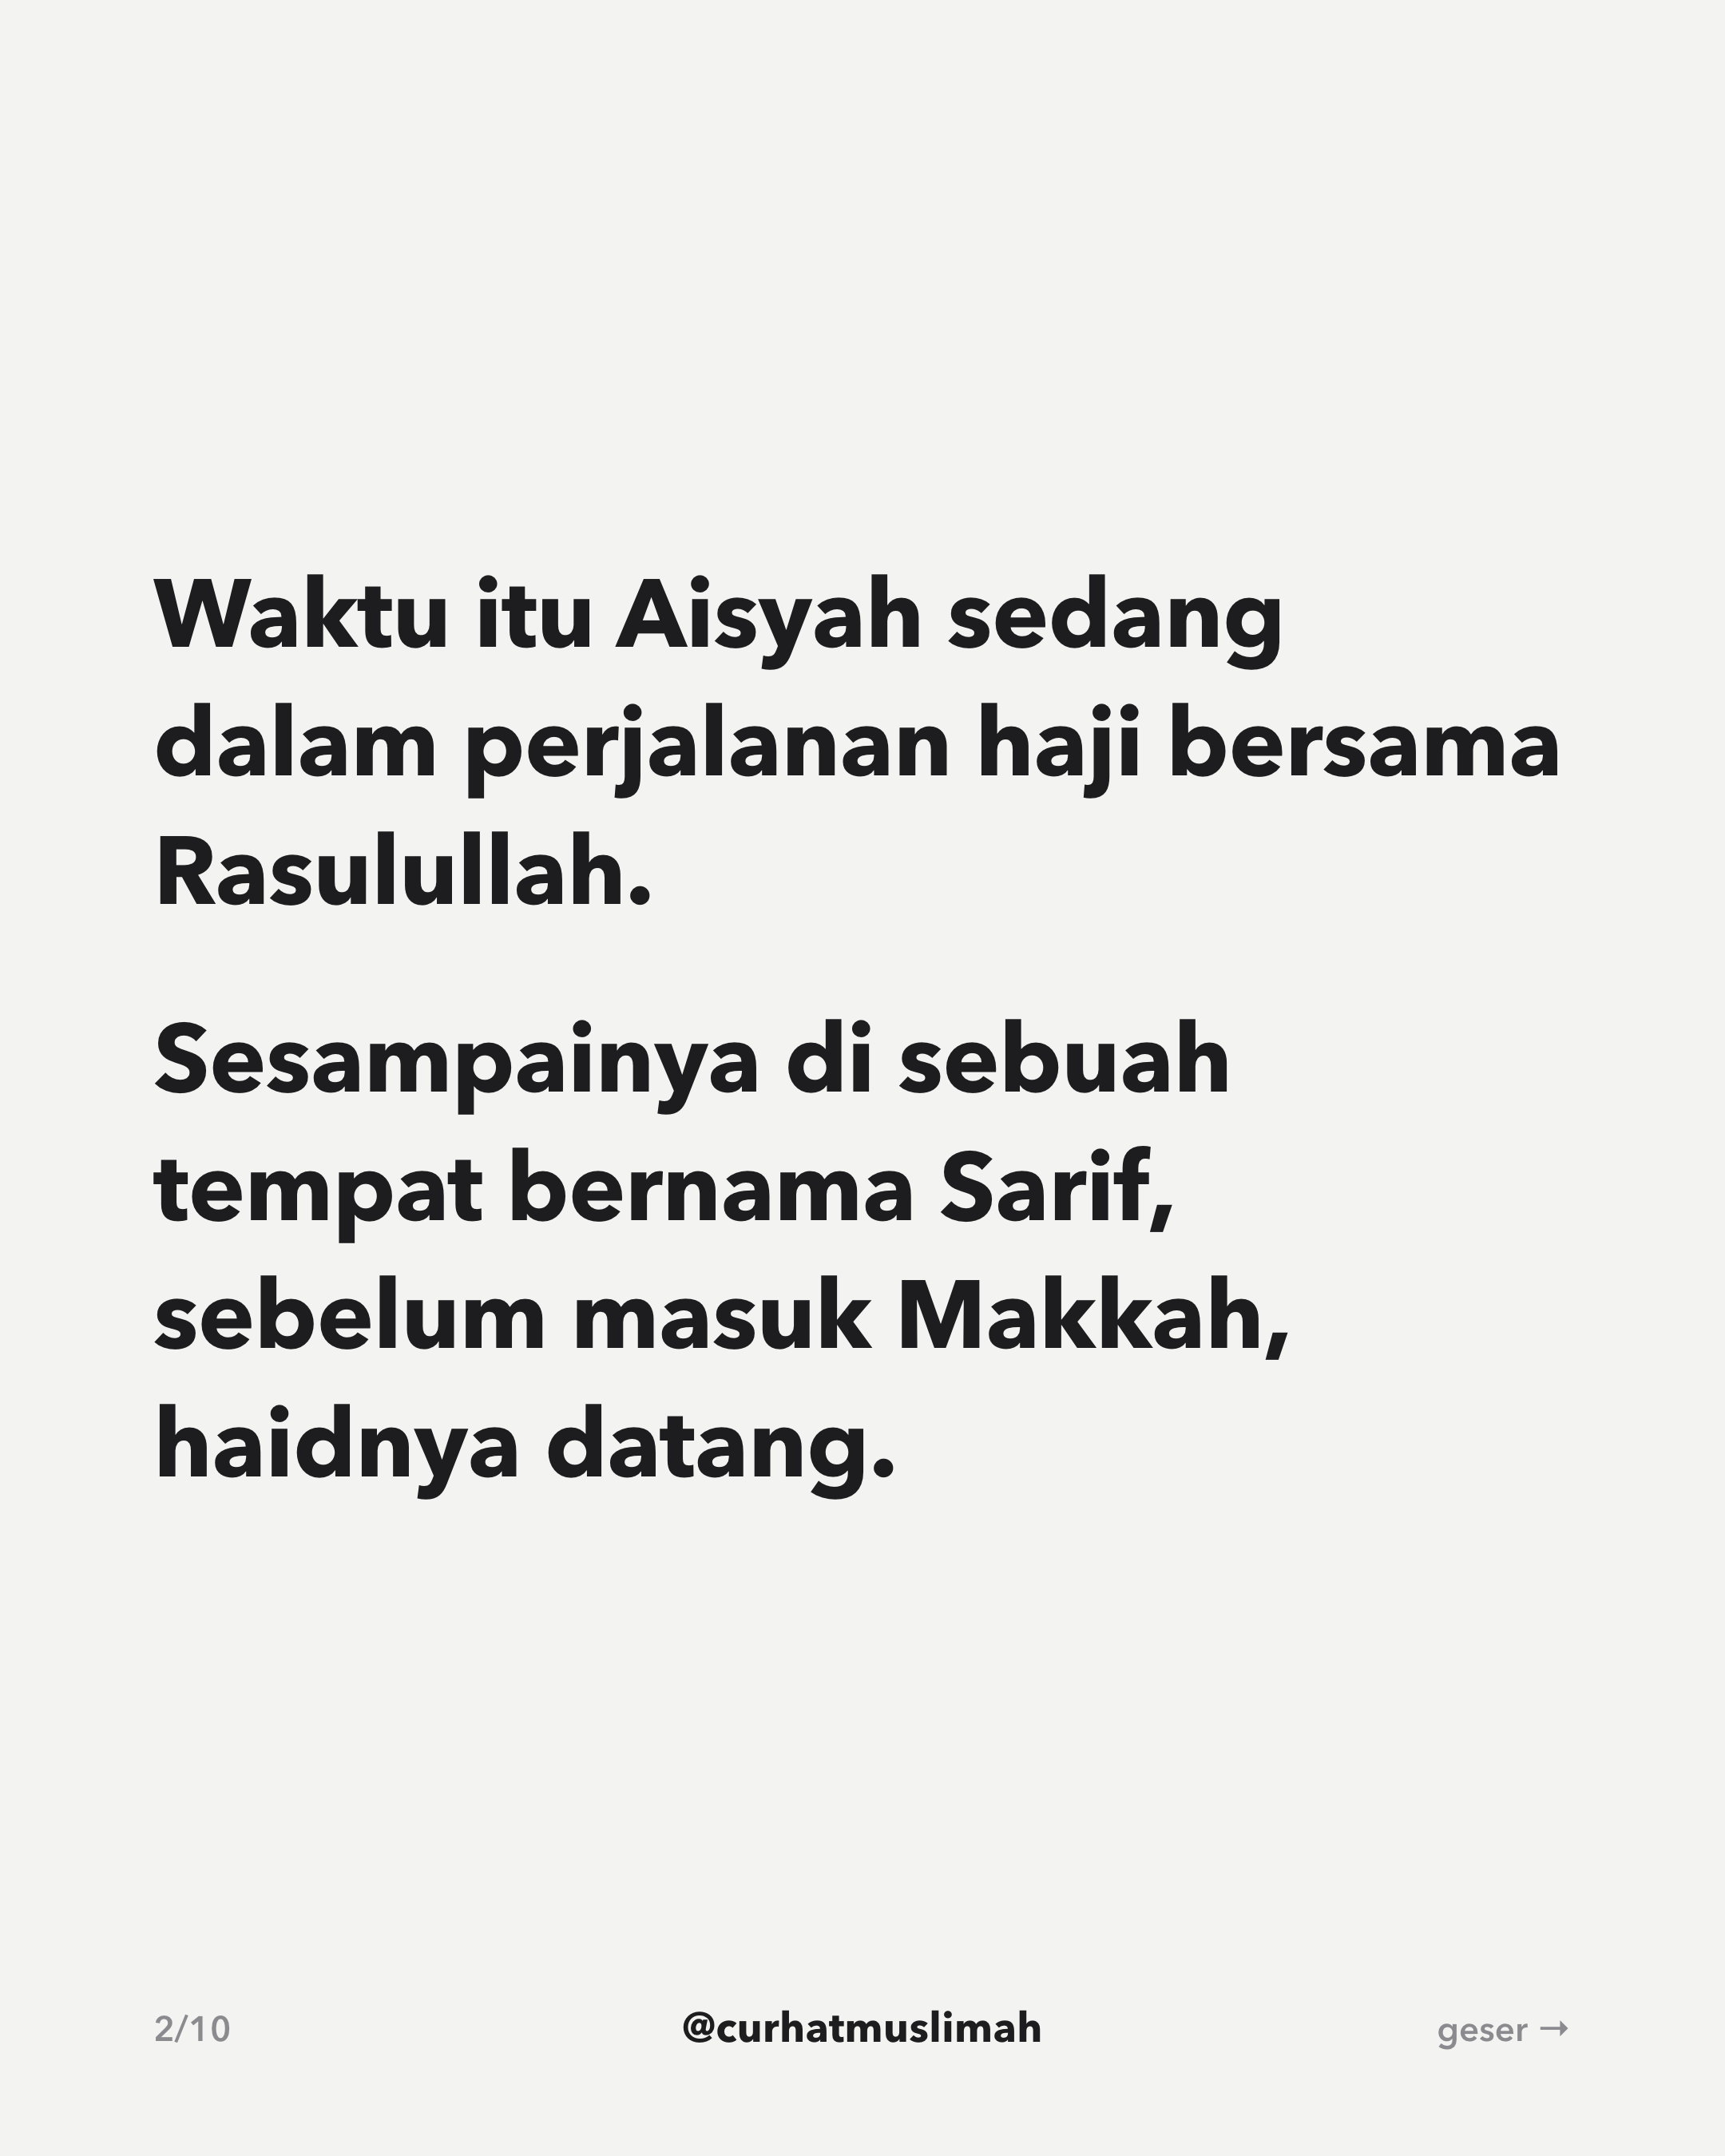 Waktu itu Aisyah sedang
dalam perjalanan haji bersama
Rasulullah.
Sesampainya di sebuah
tempat bernama Sarif,
sebelum masuk Makkah,
haidnya datang.
2/10
@curhatmuslimah
geser →